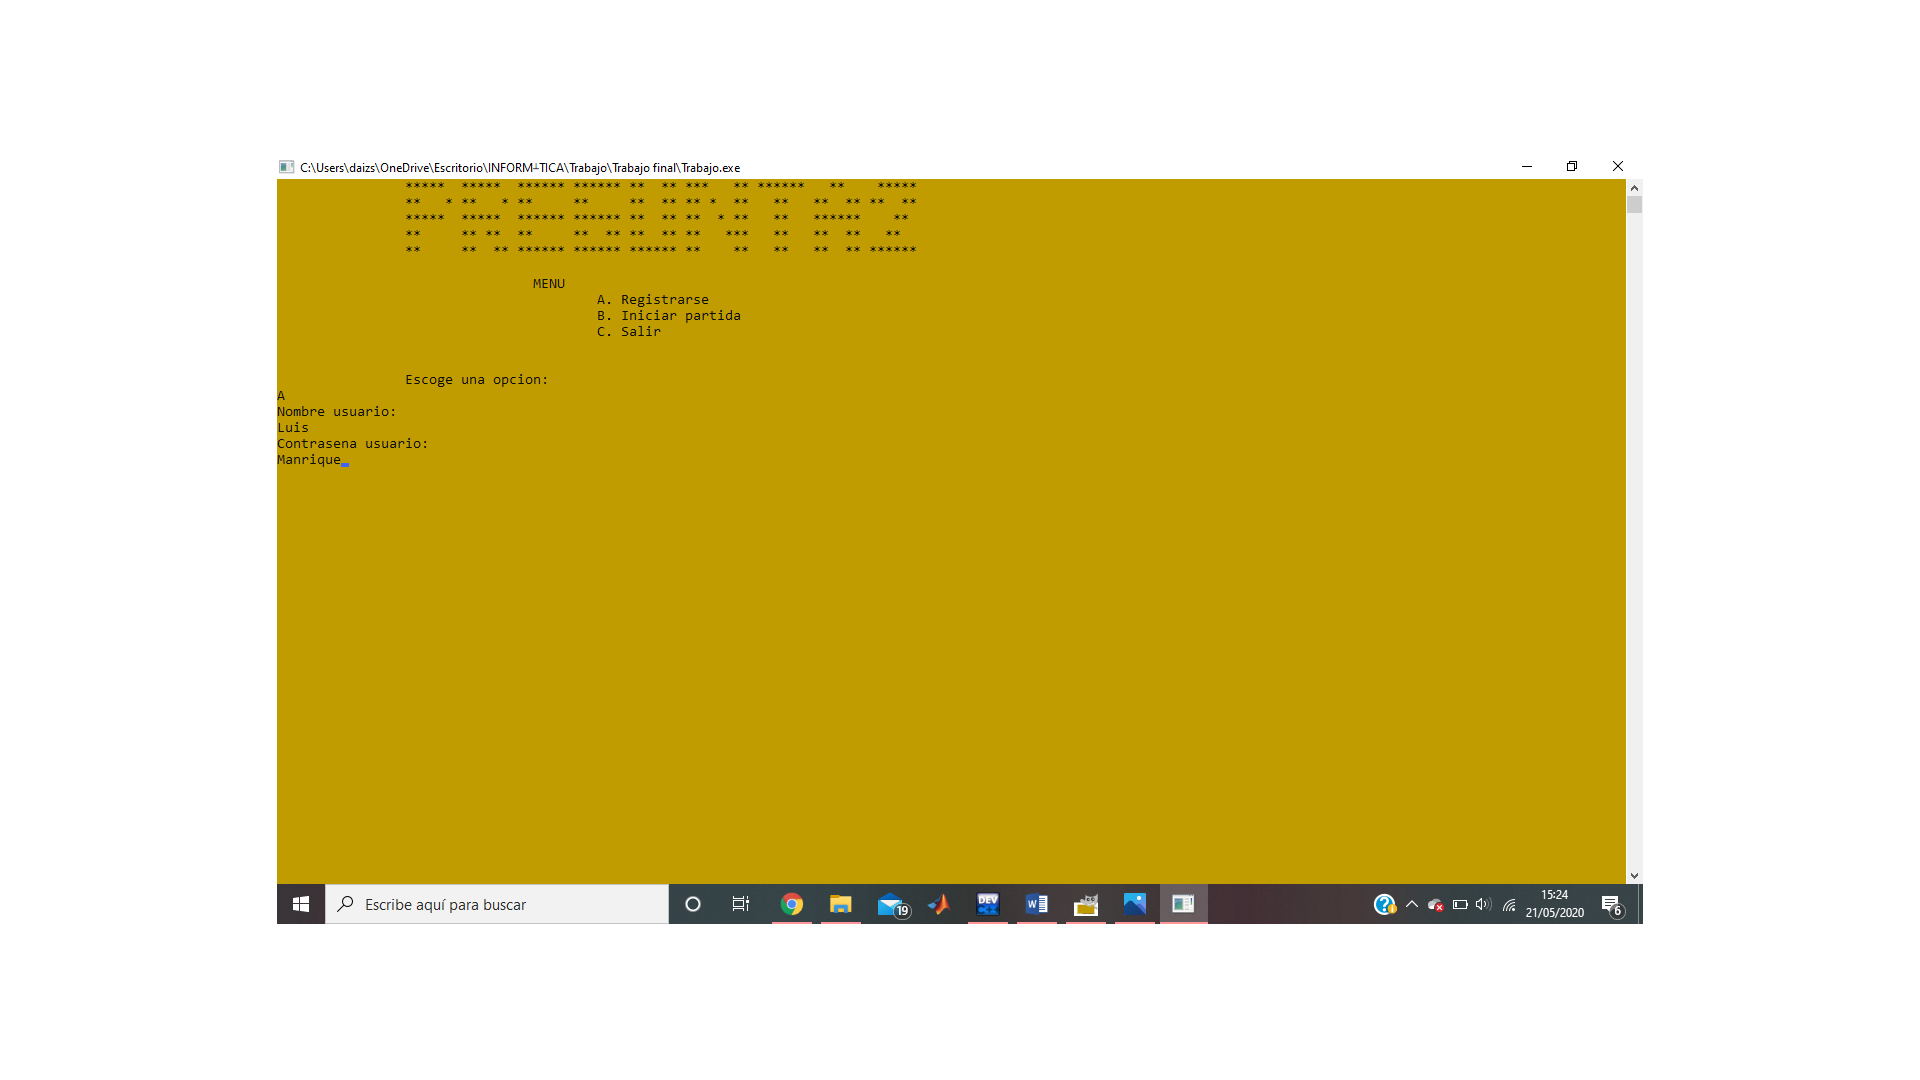 C:\Users\daizs\OneDrive\Escritorio\INFORM┴TICA\Trabajo\Trabajo final\Trabajo.exe
*****  *****  ****** ****** **  ** ***   ** ******   **    *****
**   * **   * **     **     **  ** ** *  **   **   **  ** **  **
*****  *****  ****** ****** **  ** **  * **   **   ******    **
**     ** **  **     **  ** **  ** **   ***   **   **  **   **
**     **  ** ****** ****** ****** **    **   **   **  ** ******
MENU
A. Registrarse
B. Iniciar partida
C. Salir
Escoge una opcion:
A
Nombre usuario:
Luis
Contrasena usuario:
Manrique
Escribe aquí para buscar
19
DEV
15:24
21/05/2020
6